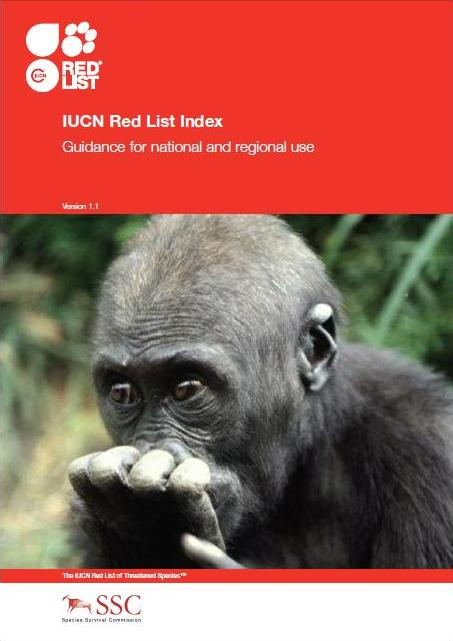 IUCN
RED
LIST
IUCN Red List Index
Guidance for national and regional use
Version 1.1
The IUCN Red List of Threatened Species™
SSC
Species Survival Commission